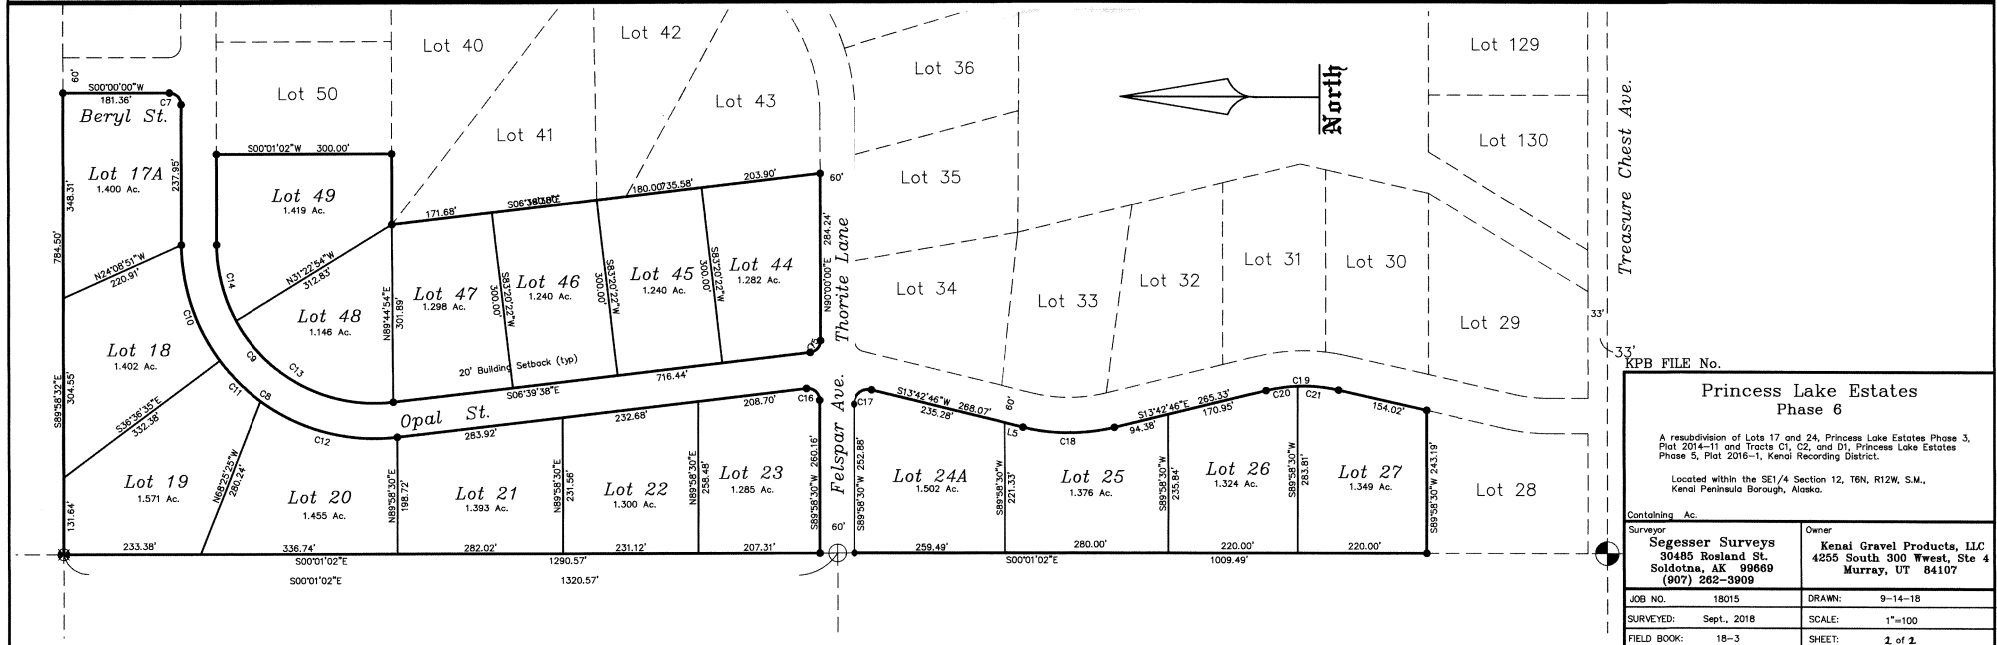 60'
S00°00'00"W
181.36'
C7
Beryl St.
Lot 17A
1.400 Ac.
237.95'
348.31'
784.50'
N24°08'51"W
220.91'
Lot 50
S00°01'02"W 300.00'
Lot 49
1.419 Ac.
N31°22'54"W
312.83'
C14
C10
Lot 48
1.146 Ac.
C9
C13
Lot 18
1.402 Ac.
C11
C8
C12
S89°58'32"E
304.55'
S36°36'35"E
332.38'
Lot 19
1.571 Ac.
N68°25'25"W
280.24'
131.64'
233.38'
Lot 20
1.455 Ac.
336.74'
S00°01'02"E
S00°01'02"E
Lot 40
Lot 41
Lot 42
Lot 43
171.68'
180.00'
735.58'
203.90'
N89°44'54"E
301.89'
Lot 47
1.298 Ac.
S83°20'22"W
300.00'
Lot 46
1.240 Ac.
S83°20'22"W
300.00'
Lot 45
1.240 Ac.
S83°20'22"W
300.00'
Lot 44
1.282 Ac.
20' Building Setback (typ)
716.44'
S06°39'38"E
Opal St.
283.92'
232.68'
208.70'
C16
C15
N89°58'30"E
198.72'
Lot 21
1.393 Ac.
N89°58'30"E
231.56'
Lot 22
1.300 Ac.
N89°58'30"E
258.48'
Lot 23
1.285 Ac.
S89°58'30"W 260.16'
282.02'
231.12'
207.31'
1290.57'
1320.57'
60'
N90°00'00"E 284.24'
Thorite Lane
Felspar Ave.
60'
Lot 36
Lot 35
Lot 34
Lot 33
Lot 32
Lot 31
Lot 30
Lot 29
Lot 28
Lot 129
Lot 130
North
Treasure Chest Ave.
33'
33'
C17
S13°42'46"W 268.07'
235.28'
60'
L5
C18
S13°42'46"E 265.33'
94.38'
170.95'
C19
C20
C21
154.02'
S89°58'30"W 252.88'
Lot 24A
1.502 Ac.
S89°58'30"W
221.33'
Lot 25
1.376 Ac.
S89°58'30"W
235.84'
Lot 26
1.324 Ac.
S89°58'30"W
283.81'
Lot 27
1.349 Ac.
S89°58'30"W 243.19'
259.49'
280.00'
220.00'
220.00'
S00°01'02"E
1009.49'
KPB FILE No.
Princess Lake Estates
Phase 6
A resubdivision of Lots 17 and 24, Princess Lake Estates Phase 3,
Plat 2014-11 and Tracts C1, C2, and D1, Princess Lake Estates
Phase 5, Plat 2016-1, Kenai Recording District.
Located within the SE1/4 Section 12, T6N, R12W, S.M.,
Kenai Peninsula Borough, Alaska.
Containing Ac.
Surveyor
Segesser Surveys
30485 Rosland St.
Soldotna, AK 99669
(907) 262-3909
Owner
Kenai Gravel Products, LLC
4255 South 300 Wwest, Ste 4
Murray, UT 84107
JOB NO. 18015
DRAWN: 9-14-18
SURVEYED: Sept., 2018
SCALE: 1"=100
FIELD BOOK: 18-3
SHEET: 2 of 2